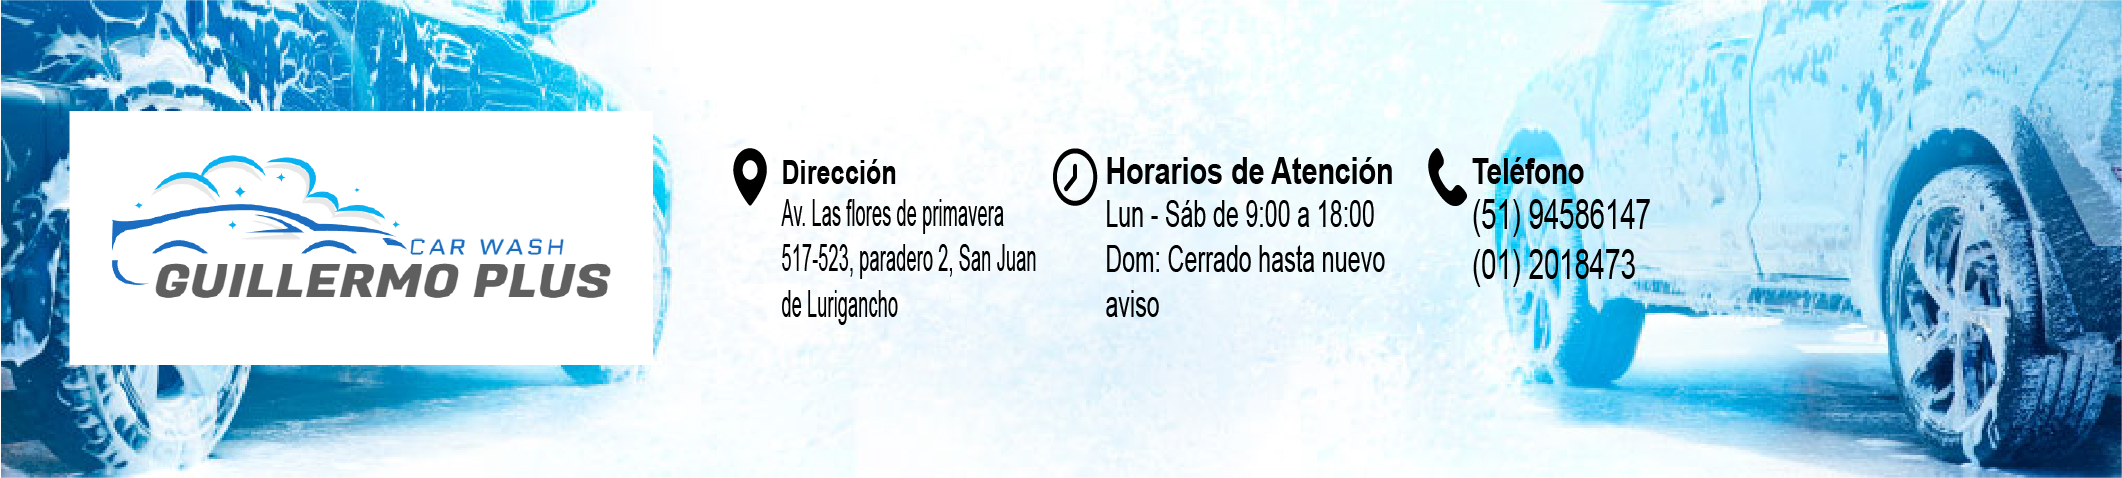 CAR WASH
GUILLERMO PLUS
Dirección
Av. Las flores de primavera
517-523, paradero 2, San Juan
de Lurigancho
Horarios de Atención
Lun - Sáb de 9:00 a 18:00
Dom: Cerrado hasta nuevo
aviso
Teléfono
(51) 94586147
(01) 2018473